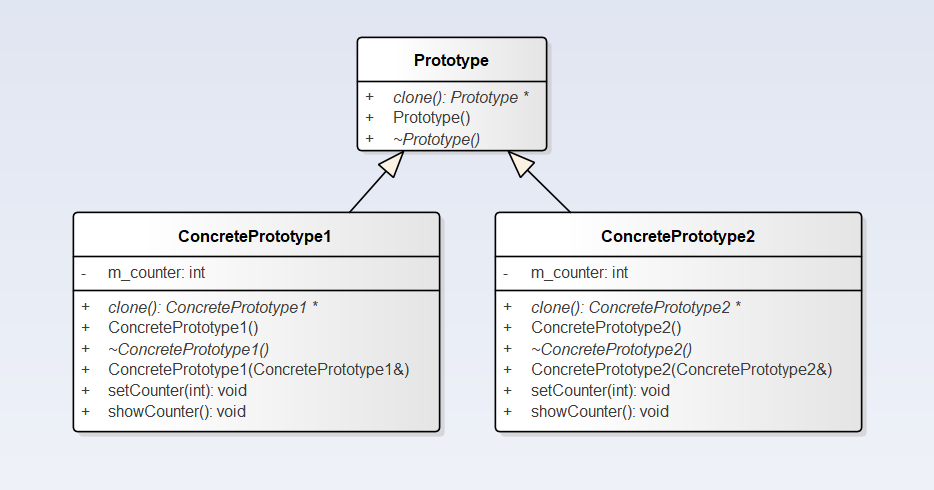 Prototype
+ clone(): Prototype *
+ Prototype()
+ ~Prototype()
ConcretePrototype1
- m_counter: int
+ clone(): ConcretePrototype1 *
+ ConcretePrototype1()
+ ~ConcretePrototype1()
+ ConcretePrototype1(ConcretePrototype1&)
+ setCounter(int): void
+ showCounter(): void
ConcretePrototype2
- m_counter: int
+ clone(): ConcretePrototype2 *
+ ConcretePrototype2()
+ ~ConcretePrototype2()
+ ConcretePrototype2(ConcretePrototype2&)
+ setCounter(int): void
+ showCounter(): void